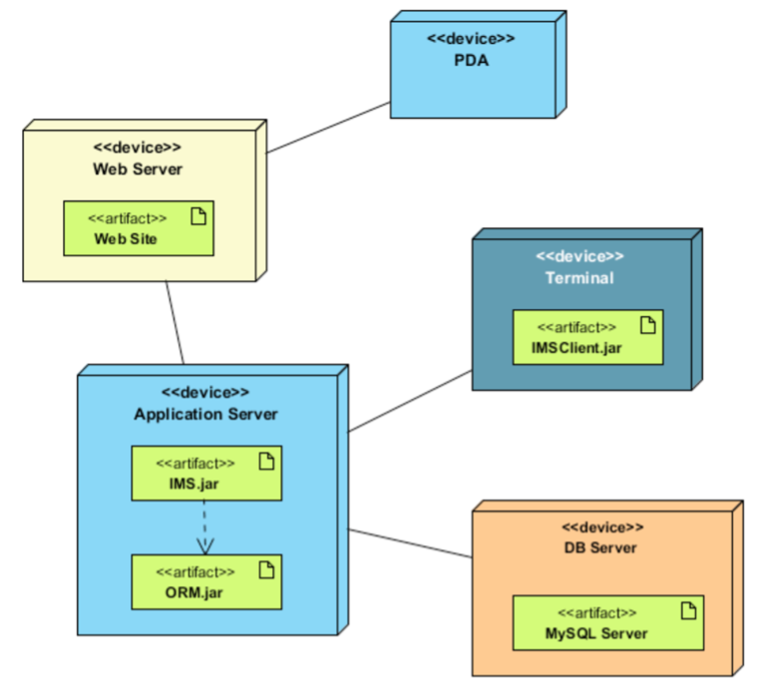 <<device>>
PDA
<<device>>
Web Server
<<artifact>>
Web Site
<<device>>
Terminal
<<artifact>>
IMSClient.jar
<<device>>
Application Server
<<artifact>>
IMS.jar
<<artifact>>
ORM.jar
<<device>>
DB Server
<<artifact>>
MySQL Server